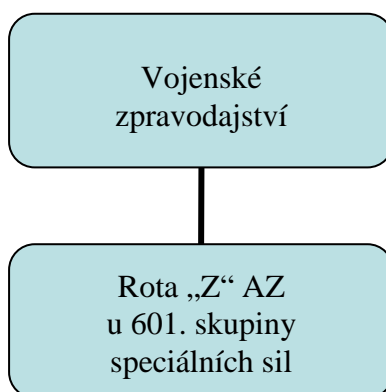 Vojenské
zpravodajství
Rota „Z“ AZ
u 601. skupiny
speciálních sil